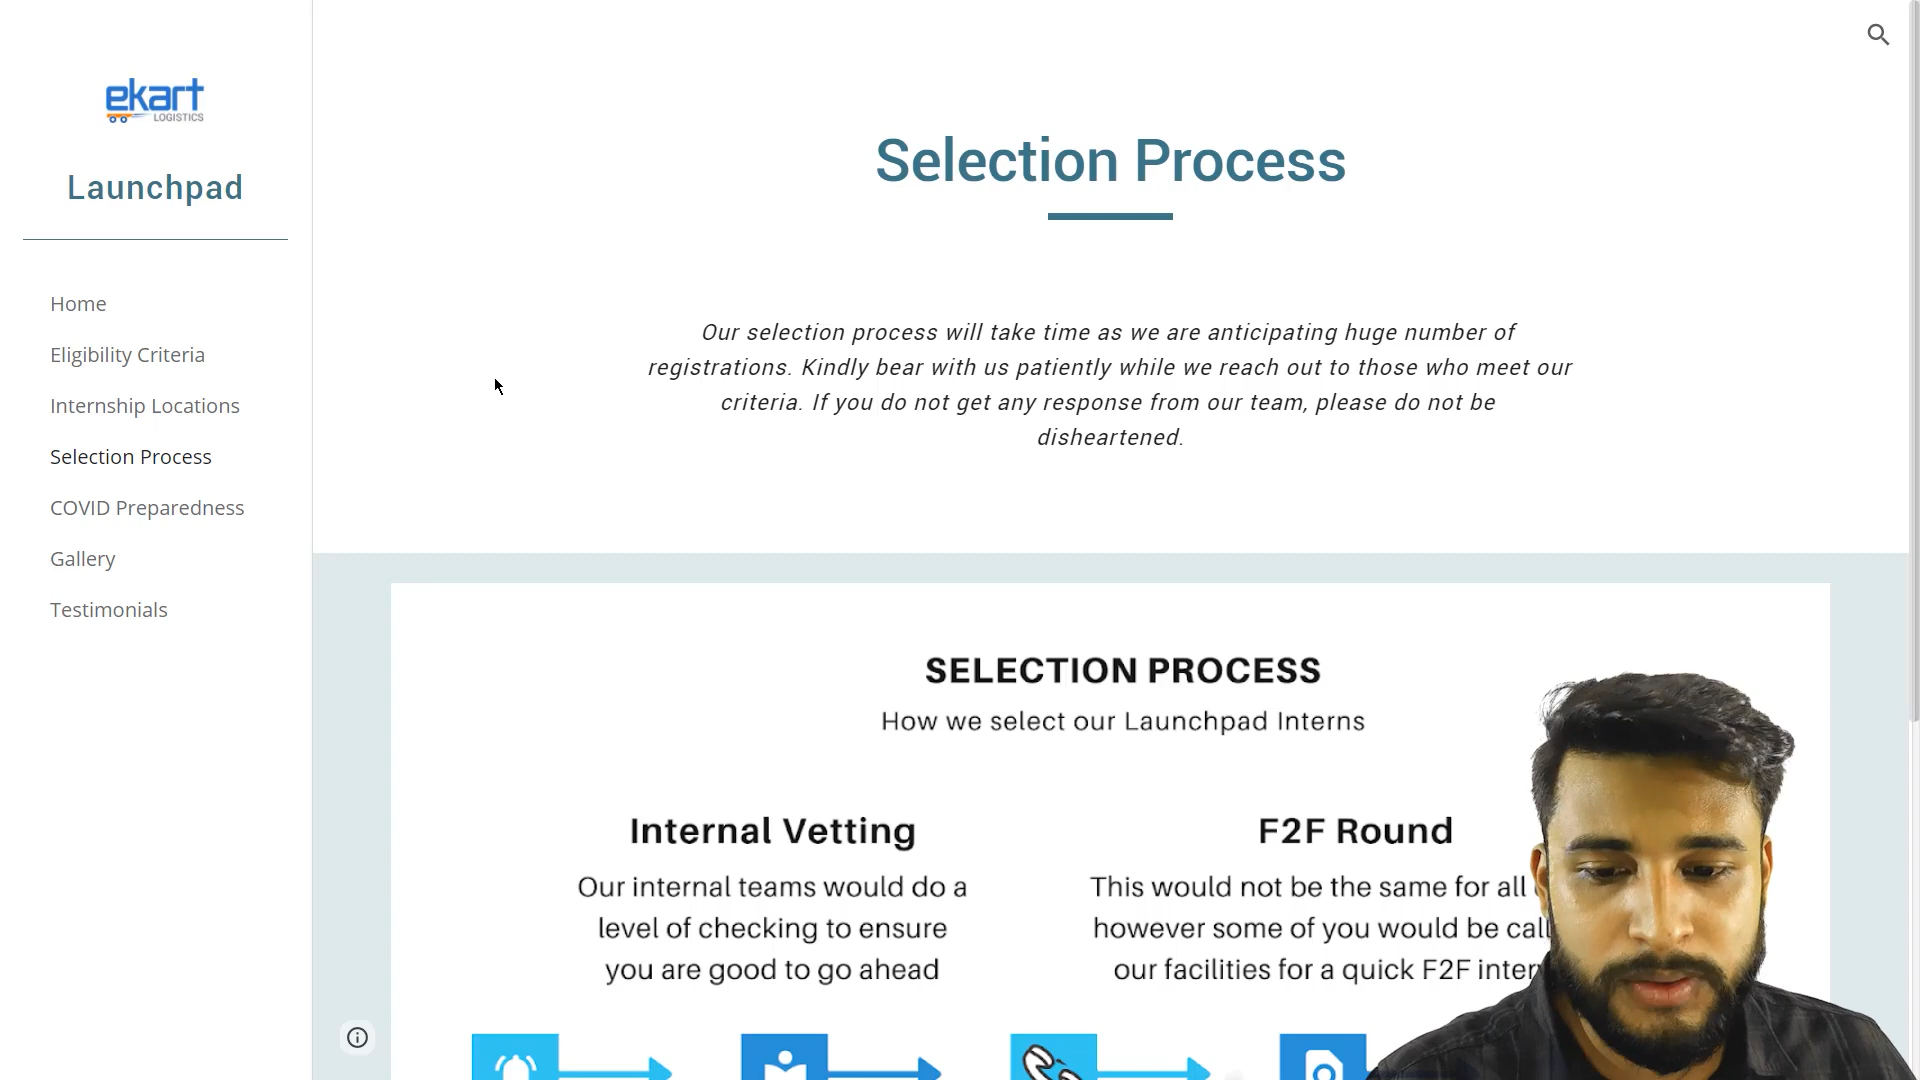 ekart
LOGISTICS
Launchpad
Home
Eligibility Criteria
Internship Locations
Selection Process
COVID Preparedness
Gallery
Testimonials
Selection Process
Our selection process will take time as we are anticipating huge number of
registrations. Kindly bear with us patiently while we reach out to those who meet our
criteria. If you do not get any response from our team, please do not be
disheartened.
SELECTION PROCESS
How we select our Launchpad Interns
Internal Vetting
Our internal teams would do a
level of checking to ensure
you are good to go ahead
F2F Round
This would not be the same for all
however some of you would be
our facilities for a quick F2F